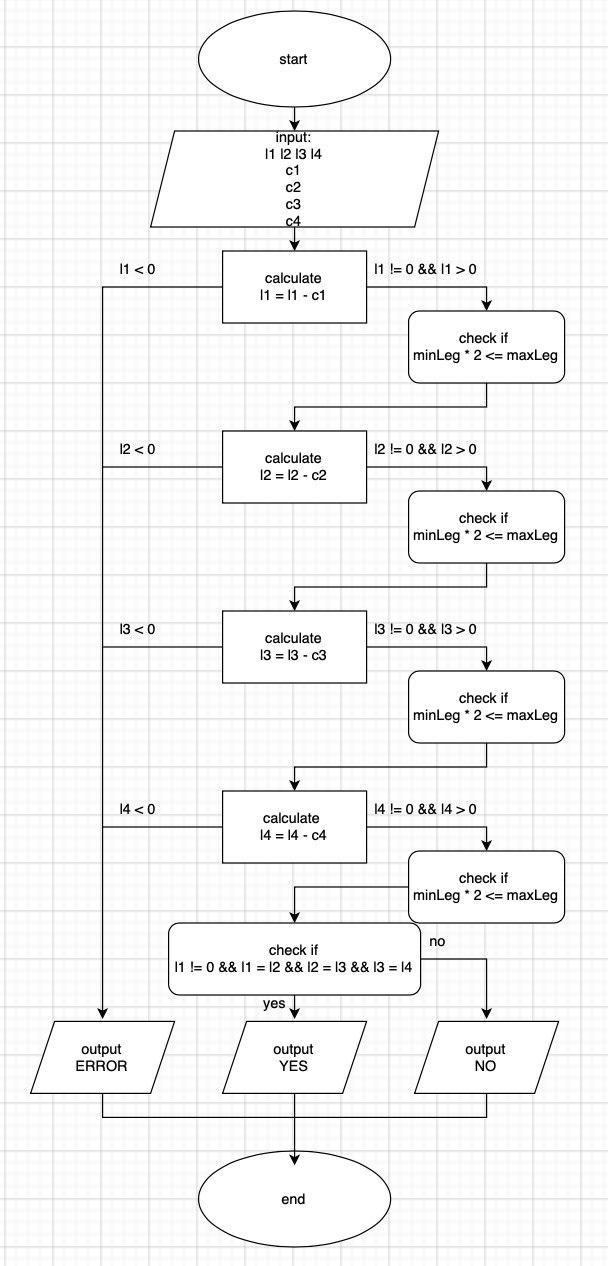 start
input:
l1 l2 l3 l4
c1
c2
c3
c4
l1 < 0
calculate
l1 = l1 - c1
l1 != 0 && l1 > 0
check if
minLeg * 2 <= maxLeg
l2 < 0
calculate
l2 = l2 - c2
l2 != 0 && l2 > 0
check if
minLeg * 2 <= maxLeg
l3 < 0
calculate
l3 = l3 - c3
l3 != 0 && l3 > 0
check if
minLeg * 2 <= maxLeg
l4 < 0
calculate
l4 = l4 - c4
l4 != 0 && l4 > 0
check if
minLeg * 2 <= maxLeg
check if
l1 != 0 && l1 = l2 && l2 = l3 && l3 = l4
no
yes
output
ERROR
output
YES
output
NO
end